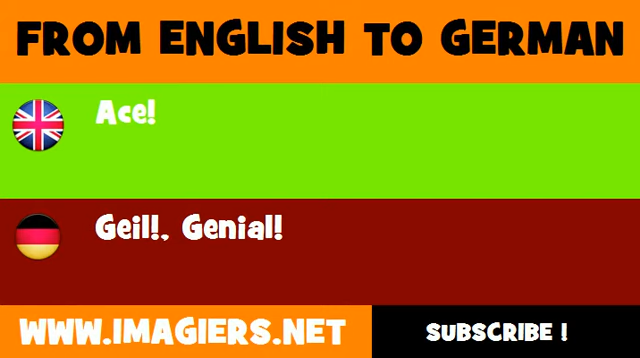 FROM ENGLISH TO GERMAN
Ace!
Geil!, Genial!
WWW.IMAGIERS.NET
SUBSCRIBE !